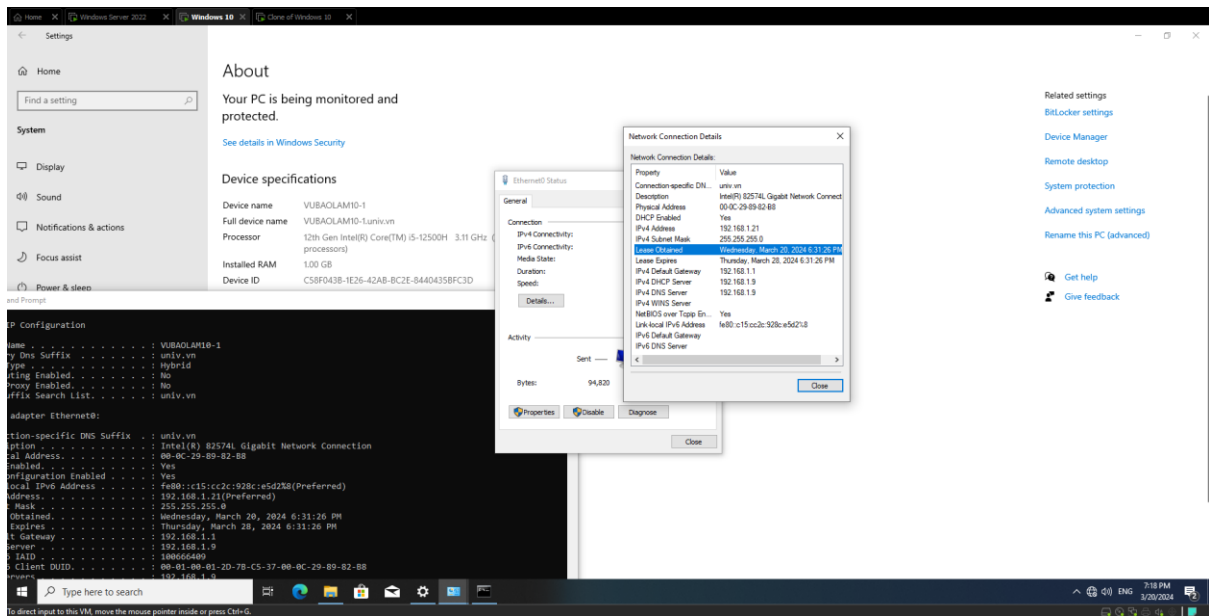 Home Windows Server 2022 Windows 10 Clone of Windows 10
Settings
Home
Find a setting
System
Display
Sound
Notifications & actions
Focus assist
Power & sleep
About
Your PC is being monitored and
protected.
See details in Windows Security
Device specifications
Device name VUBAOLAM10-1
Full device name VUBAOLAM10-1.univ.vn
Processor 12th Gen Intel(R) Core(TM) i5-12500H 3.11 GHz (
processors)
Installed RAM 1.00 GB
Device ID C58F043B-1E26-42AB-BC2E-8440435BFC3D
Related settings
BitLocker settings
Device Manager
Remote desktop
System protection
Advanced system settings
Rename this PC (advanced)
Get help
Give feedback
Ethernet0 Status
General
Connection
IPv4 Connectivity:
IPv6 Connectivity:
Media State:
Duration:
Speed:
Details...
Activity
Sent
Bytes: 94,820
Properties Disable Diagnose
Close
Network Connection Details
Network Connection Details:
Property Value
Connection-specific DN... univ.vn
Description Intel(R) 82574L Gigabit Network Connect
Physical Address 00-0C-29-89-82-B8
DHCP Enabled Yes
IPv4 Address 192.168.1.21
IPv4 Subnet Mask 255.255.255.0
Lease Obtained Wednesday, March 20, 2024 6:31:26 PM
Lease Expires Thursday, March 28, 2024 6:31:26 PM
IPv4 Default Gateway 192.168.1.1
IPv4 DHCP Server 192.168.1.9
IPv4 DNS Server 192.168.1.9
IPv4 WINS Server
NetBIOS over Tcpip En... Yes
Link-local IPv6 Address fe80::c15:cc2c:928c:e5d2%8
IPv6 Default Gateway
IPv6 DNS Server
Close
and Prompt
IP Configuration
Name . . . . . . . . . . . . : VUBAOLAM10-1
ry Dns Suffix . . . . . . . : univ.vn
Type . . . . . . . . . . . . : Hybrid
uting Enabled. . . . . . . . : No
Proxy Enabled. . . . . . . . : No
uffix Search List. . . . . . : univ.vn
adapter Ethernet0:
ction-specific DNS Suffix . : univ.vn
iption . . . . . . . . . . . : Intel(R) 82574L Gigabit Network Connection
cal Address. . . . . . . . . : 00-0C-29-89-82-B8
Enabled. . . . . . . . . . . : Yes
onfiguration Enabled . . . . : Yes
local IPv6 Address . . . . . : fe80::c15:cc2c:928c:e5d2%8(Preferred)
Address. . . . . . . . . . . : 192.168.1.21(Preferred)
t Mask . . . . . . . . . . . : 255.255.255.0
Obtained. . . . . . . . . . : Wednesday, March 20, 2024 6:31:26 PM
Expires . . . . . . . . . . : Thursday, March 28, 2024 6:31:26 PM
lt Gateway . . . . . . . . . : 192.168.1.1
Server . . . . . . . . . . . : 192.168.1.9
6 IAID . . . . . . . . . . . : 100666409
6 Client DUID. . . . . . . . : 00-01-00-01-2D-78-C5-37-00-0C-29-89-82-B8
ervers . . . . . . . . . . . : 192.168.1.9
Type here to search
ENG
7:18 PM
3/20/2024
To direct input to this VM, move the mouse pointer inside or press Ctrl+G.